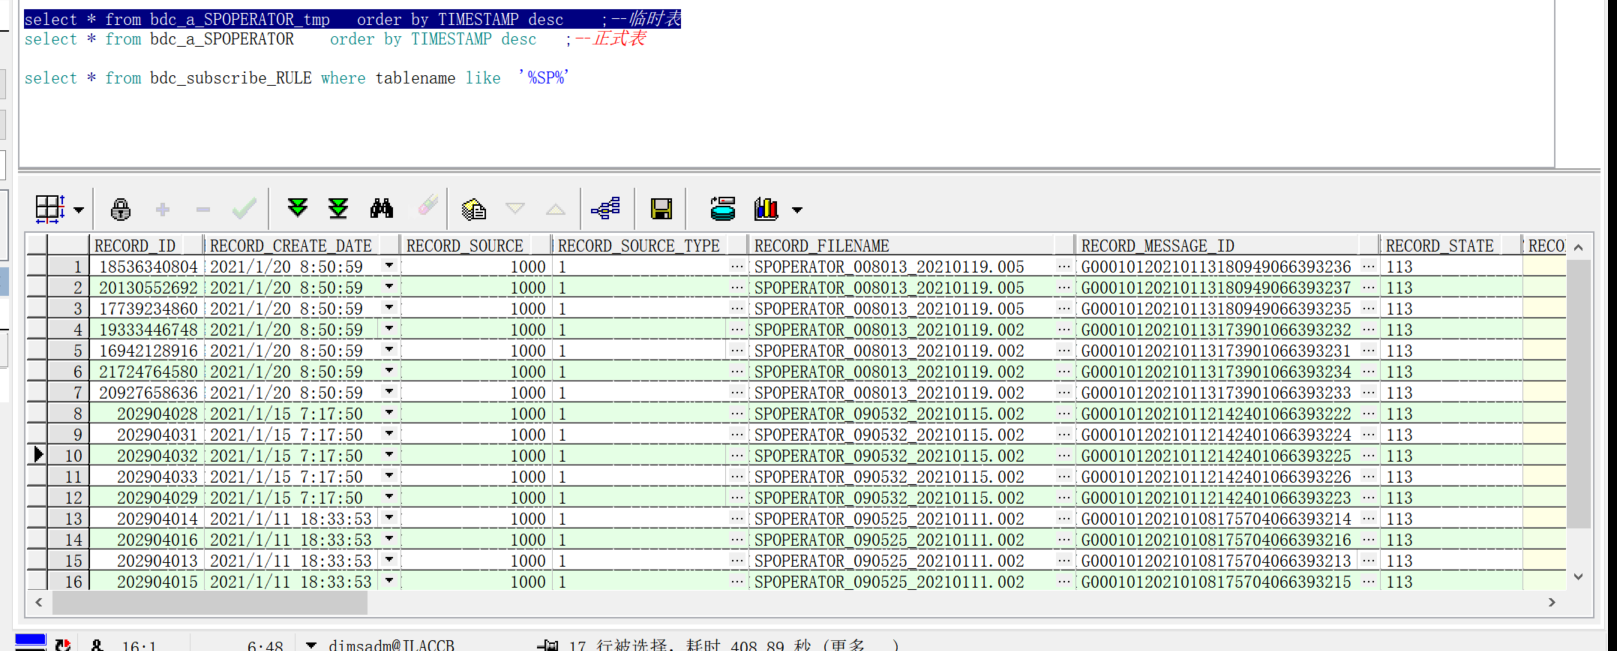 select * from bdc_a_SPOPERATOR_tmp order by TIMESTAMP desc ;--临时表
select * from bdc_a_SPOPERATOR order by TIMESTAMP desc ;--正式表
select * from bdc_subscribe_RULE where tablename like '%SP%'
RECORD_ID RECORD_CREATE_DATE RECORD_SOURCE RECORD_SOURCE_TYPE RECORD_FILENAME RECORD_MESSAGE_ID RECORD_STATE RECO
1 18536340804 2021/1/20 8:50:59 1000 1 ... SPOPERATOR_008013_20210119.005 ... G00010120210113180949066393236 ... 113
2 20130552692 2021/1/20 8:50:59 1000 1 ... SPOPERATOR_008013_20210119.005 ... G00010120210113180949066393237 ... 113
3 17739234860 2021/1/20 8:50:59 1000 1 ... SPOPERATOR_008013_20210119.005 ... G00010120210113180949066393235 ... 113
4 19333446748 2021/1/20 8:50:59 1000 1 ... SPOPERATOR_008013_20210119.002 ... G00010120210113173901066393232 ... 113
5 16942128916 2021/1/20 8:50:59 1000 1 ... SPOPERATOR_008013_20210119.002 ... G00010120210113173901066393231 ... 113
6 21724764580 2021/1/20 8:50:59 1000 1 ... SPOPERATOR_008013_20210119.002 ... G00010120210113173901066393234 ... 113
7 20927658636 2021/1/20 8:50:59 1000 1 ... SPOPERATOR_008013_20210119.002 ... G00010120210113173901066393233 ... 113
8 202904028 2021/1/15 7:17:50 1000 1 ... SPOPERATOR_090532_20210115.002 ... G00010120210112142401066393222 ... 113
9 202904031 2021/1/15 7:17:50 1000 1 ... SPOPERATOR_090532_20210115.002 ... G00010120210112142401066393224 ... 113
10 202904032 2021/1/15 7:17:50 1000 1 ... SPOPERATOR_090532_20210115.002 ... G00010120210112142401066393225 ... 113
11 202904033 2021/1/15 7:17:50 1000 1 ... SPOPERATOR_090532_20210115.002 ... G00010120210112142401066393226 ... 113
12 202904029 2021/1/15 7:17:50 1000 1 ... SPOPERATOR_090532_20210115.002 ... G00010120210112142401066393223 ... 113
13 202904014 2021/1/11 18:33:53 1000 1 ... SPOPERATOR_090525_20210111.002 ... G00010120210108175704066393214 ... 113
14 202904016 2021/1/11 18:33:53 1000 1 ... SPOPERATOR_090525_20210111.002 ... G00010120210108175704066393216 ... 113
15 202904013 2021/1/11 18:33:53 1000 1 ... SPOPERATOR_090525_20210111.002 ... G00010120210108175704066393213 ... 113
16 202904015 2021/1/11 18:33:53 1000 1 ... SPOPERATOR_090525_20210111.002 ... G00010120210108175704066393215 ... 113
& 16:1 6:48 dimsadm@JLACCB 17 行被选择, 耗时 408.89 秒 (更多...)